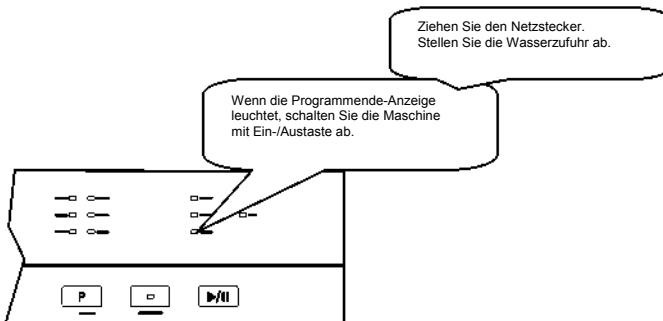 Ziehen Sie den Netzstecker.
Stellen Sie die Wasserzufuhr ab.
Wenn die Programmende-Anzeige
leuchtet, schalten Sie die Maschine
mit Ein-/Austaste ab.
P